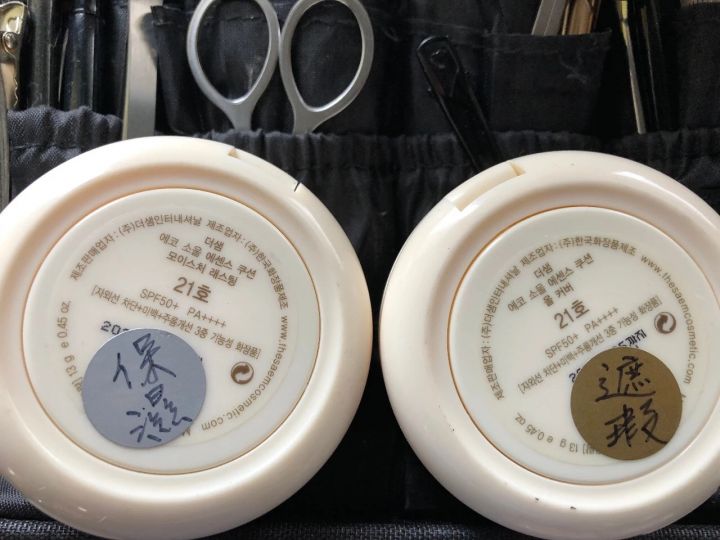 제조판매업자 : (주)더샘인터내셔날 제조업자 : (주)한국화장품제조 www.thesaemcosmetic.com
더샘
에코 소울 에센스 쿠션
모이스처 래스팅
21호
SPF50+ PA++++
[자외선 차단+미백+주름개선 3중 기능성 화장품]
13 g e 0.45 oz.
保
濕
제조판매업자 : (주)더샘인터내셔날 제조업자 : (주)한국화장품제조 www.thesaemcosmetic.com
더샘
에코 소울 에센스 쿠션
올 커버
21호
SPF50+ PA++++
[자외선 차단+미백+주름개선 3중 기능성 화장품]
13 g e 0.45 oz.
遮
瑕